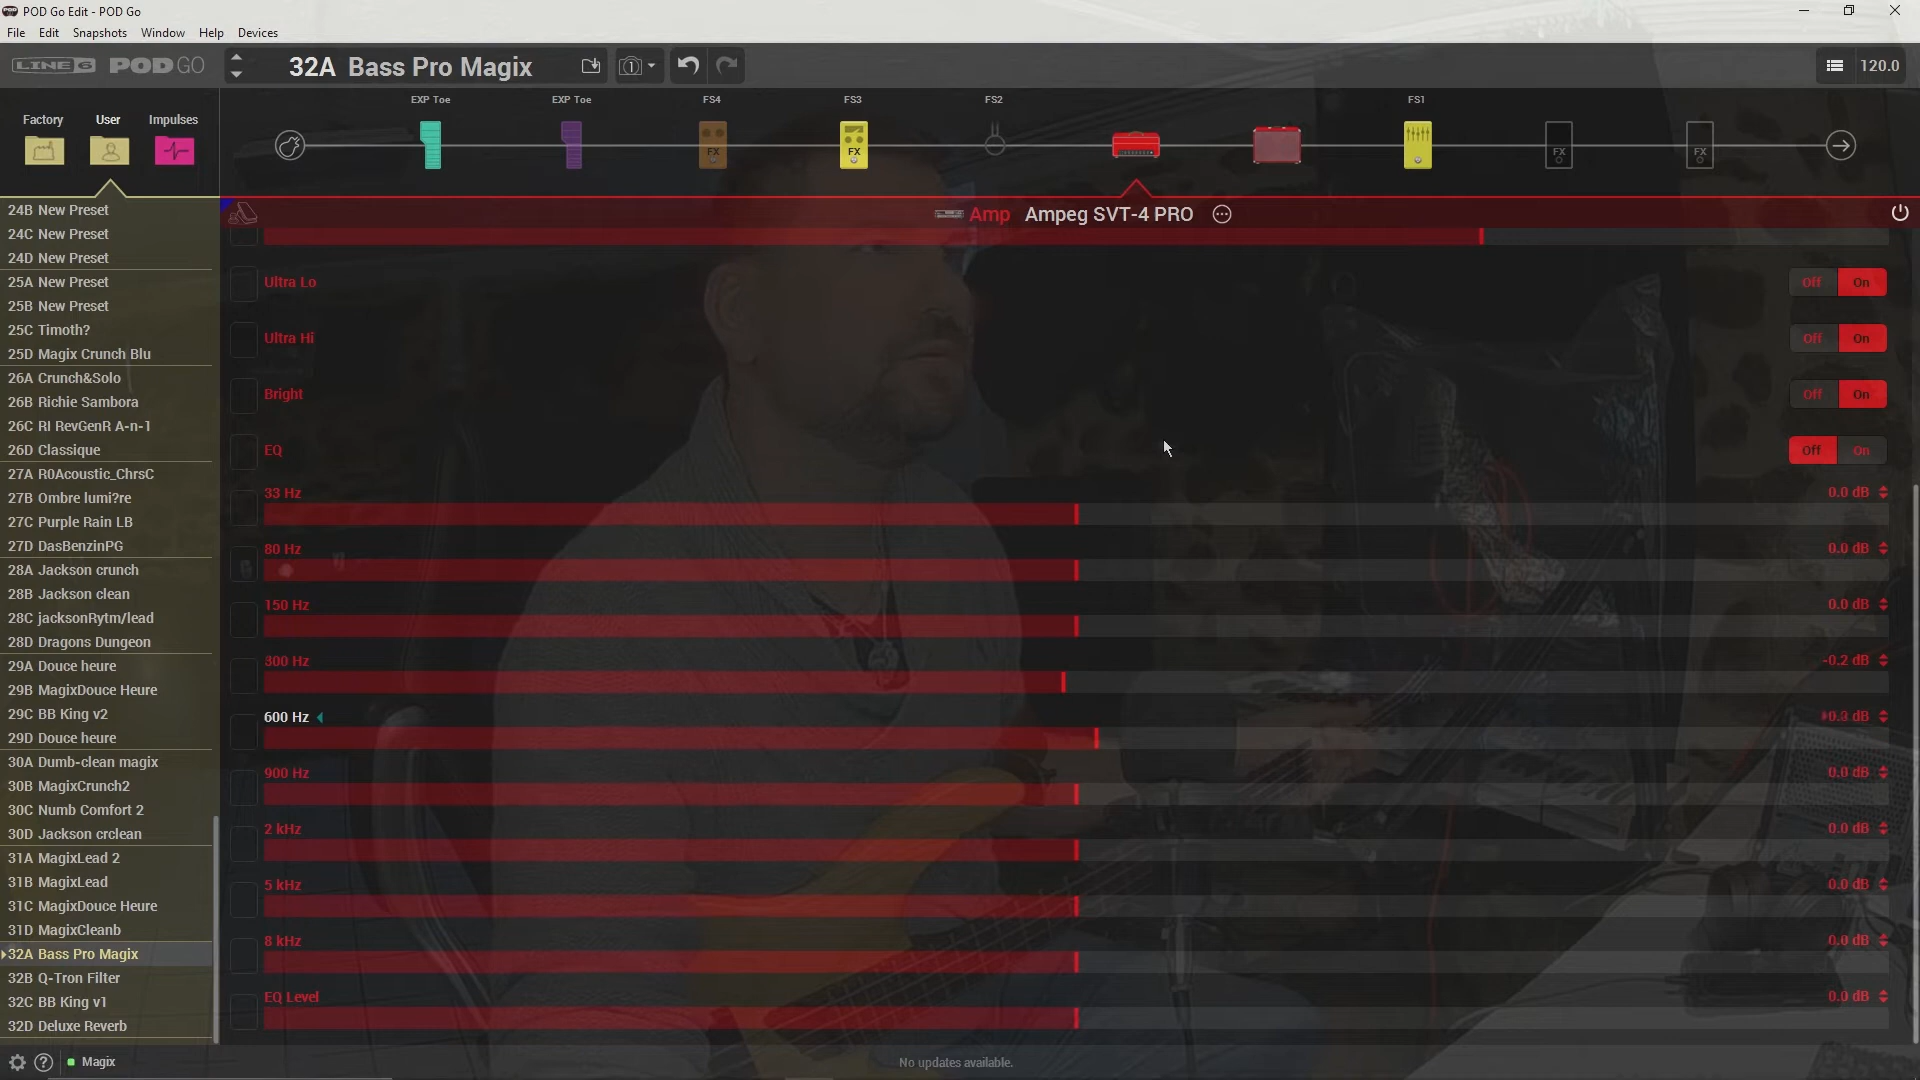 POD Go Edit - POD Go
File Edit Snapshots Window Help Devices
LINE 6 POD GO 32A Bass Pro Magix 1 120.0
EXP Toe EXP Toe FS4 FS3 FS2 FS1
Factory User Impulses
FX FX FX FX
Amp Ampeg SVT-4 PRO
24B New Preset
24C New Preset
24D New Preset
25A New Preset
25B New Preset
25C Timoth?
25D Magix Crunch Blu
26A Crunch&Solo
26B Richie Sambora
26C RI RevGenR A-n-1
26D Classique
27A R0Acoustic_ChrsC
27B Ombre lumi?re
27C Purple Rain LB
27D DasBenzinPG
28A Jackson crunch
28B Jackson clean
28C jacksonRytm/lead
28D Dragons Dungeon
29A Douce heure
29B MagixDouce Heure
29C BB King v2
29D Douce heure
30A Dumb-clean magix
30B MagixCrunch2
30C Numb Comfort 2
30D Jackson crclean
31A MagixLead 2
31B MagixLead
31C MagixDouce Heure
31D MagixCleanb
32A Bass Pro Magix
32B Q-Tron Filter
32C BB King v1
32D Deluxe Reverb
Ultra Lo Off On
Ultra Hi Off On
Bright Off On
EQ Off On
33 Hz 0.0 dB
80 Hz 0.0 dB
150 Hz 0.0 dB
300 Hz -0.2 dB
600 Hz +0.3 dB
900 Hz 0.0 dB
2 kHz 0.0 dB
5 kHz 0.0 dB
8 kHz 0.0 dB
EQ Level 0.0 dB
? Magix No updates available.